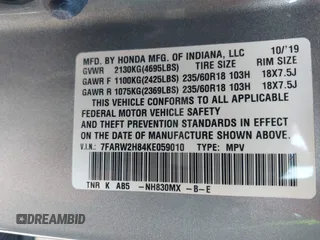 MFD. BY HONDA MFG. OF INDIANA, LLC 10/'19
GVWR 2130KG(4695LBS) TIRE SIZE RIM SIZE
GAWR F 1100KG(2425LBS) 235/60R18 103H 18X7.5J
GAWR R 1075KG(2369LBS) 235/60R18 103H 18X7.5J
THIS VEHICLE CONFORMS TO ALL APPLICABLE
FEDERAL MOTOR VEHICLE SAFETY
AND THEFT PREVENTION STANDARDS IN EFFECT
ON THE DATE OF MANUFACTURE SHOWN ABOVE.
V.I.N.: 7FARW2H84KE059010 TYPE: MPV
TNR K A85 -NH830MX -B-E
DREAMBID
DREAMBID.COM